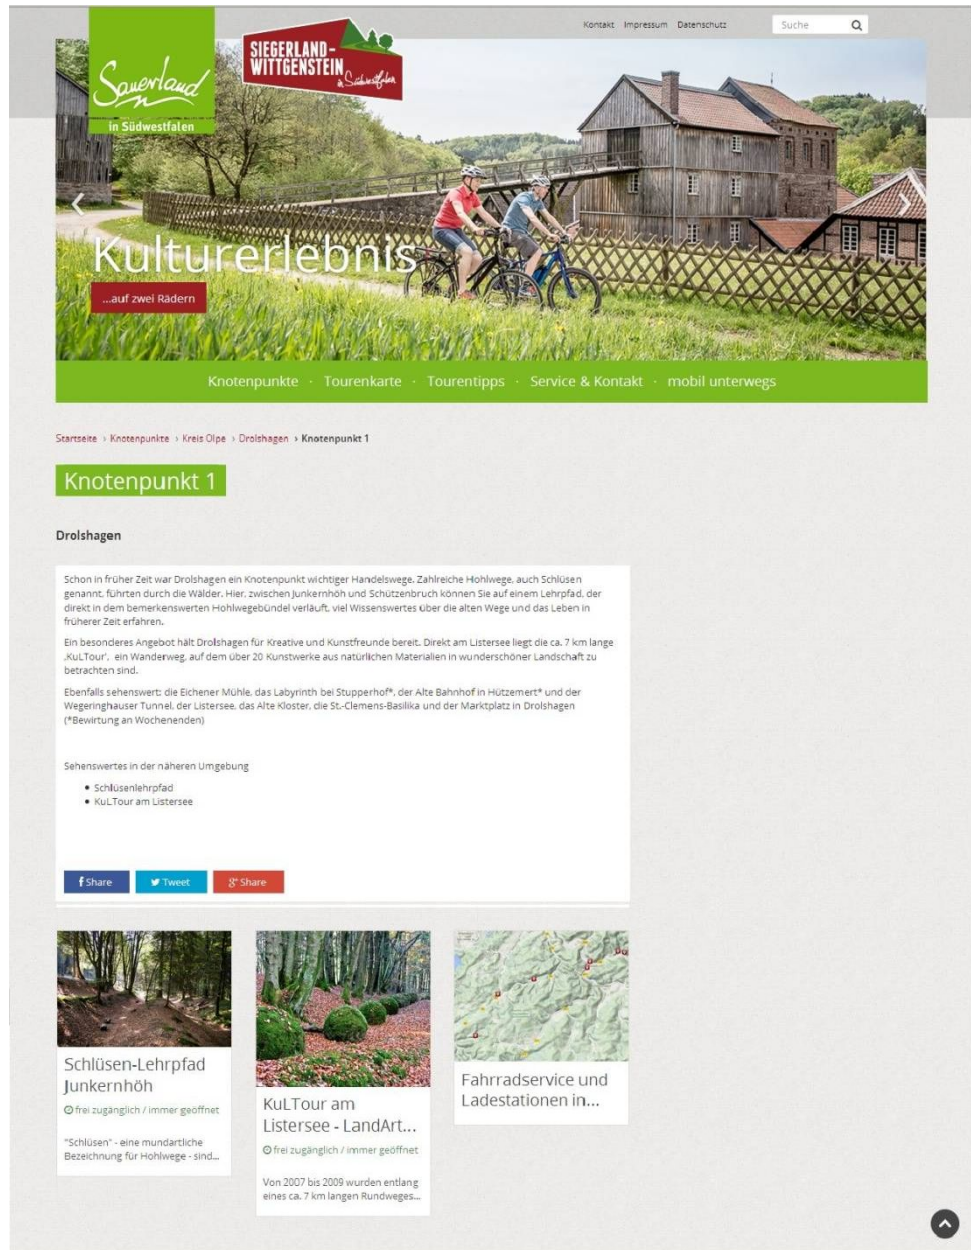 Kontakt Impressum Datenschutz Suche
Sauerland
in Südwestfalen
SIEGERLAND-
WITTGENSTEIN
in Südwestfalen
Kulturerlebnis
...auf zwei Rädern
Knotenpunkte · Tourenkarte · Tourentipps · Service & Kontakt · mobil unterwegs
Startseite › Knotenpunkte › Kreis Olpe › Drolshagen › Knotenpunkt 1
Knotenpunkt 1
Drolshagen
Schon in früher Zeit war Drolshagen ein Knotenpunkt wichtiger Handelswege. Zahlreiche Hohlwege, auch Schlüsen
genannt, führten durch die Wälder. Hier, zwischen Junkernhöh und Schützenbruch können Sie auf einem Lehrpfad, der
direkt in dem bemerkenswerten Hohlwegebündel verläuft, viel Wissenswertes über die alten Wege und das Leben in
früherer Zeit erfahren.
Ein besonderes Angebot hält Drolshagen für Kreative und Kunstfreunde bereit. Direkt am Listersee liegt die ca. 7 km lange
‚KuLTour', ein Wanderweg, auf dem über 20 Kunstwerke aus natürlichen Materialien in wunderschöner Landschaft zu
betrachten sind.
Ebenfalls sehenswert: die Eichener Mühle, das Labyrinth bei Stupperhof*, der Alte Bahnhof in Hützemert* und der
Wegeringhauser Tunnel, der Listersee, das Alte Kloster, die St.-Clemens-Basilika und der Marktplatz in Drolshagen
(*Bewirtung an Wochenenden)
Sehenswertes in der näheren Umgebung
• Schlüsenlehrpfad
• KuLTour am Listersee
Share Tweet Share
Schlüsen-Lehrpfad
Junkernhöh
frei zugänglich / immer geöffnet
"Schlüsen" - eine mundartliche
Bezeichnung für Hohlwege - sind...
KuLTour am
Listersee - LandArt...
frei zugänglich / immer geöffnet
Von 2007 bis 2009 wurden entlang
eines ca. 7 km langen Rundweges...
Fahrradservice und
Ladestationen in...